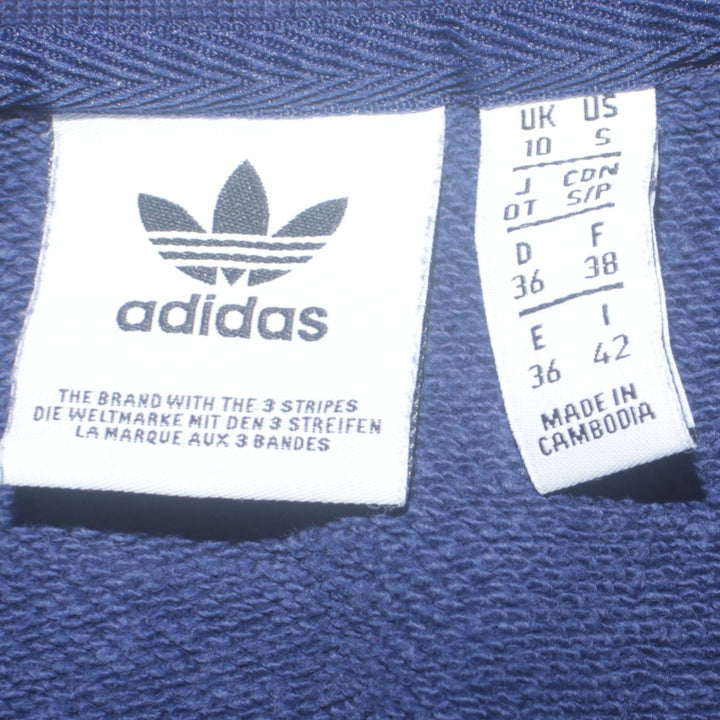 adidas
THE BRAND WITH THE 3 STRIPES
DIE WELTMARKE MIT DEN 3 STREIFEN
LA MARQUE AUX 3 BANDES
UK US
10 S
J CDN
OT S/P
D F
36 38
E I
36 42
MADE IN
CAMBODIA